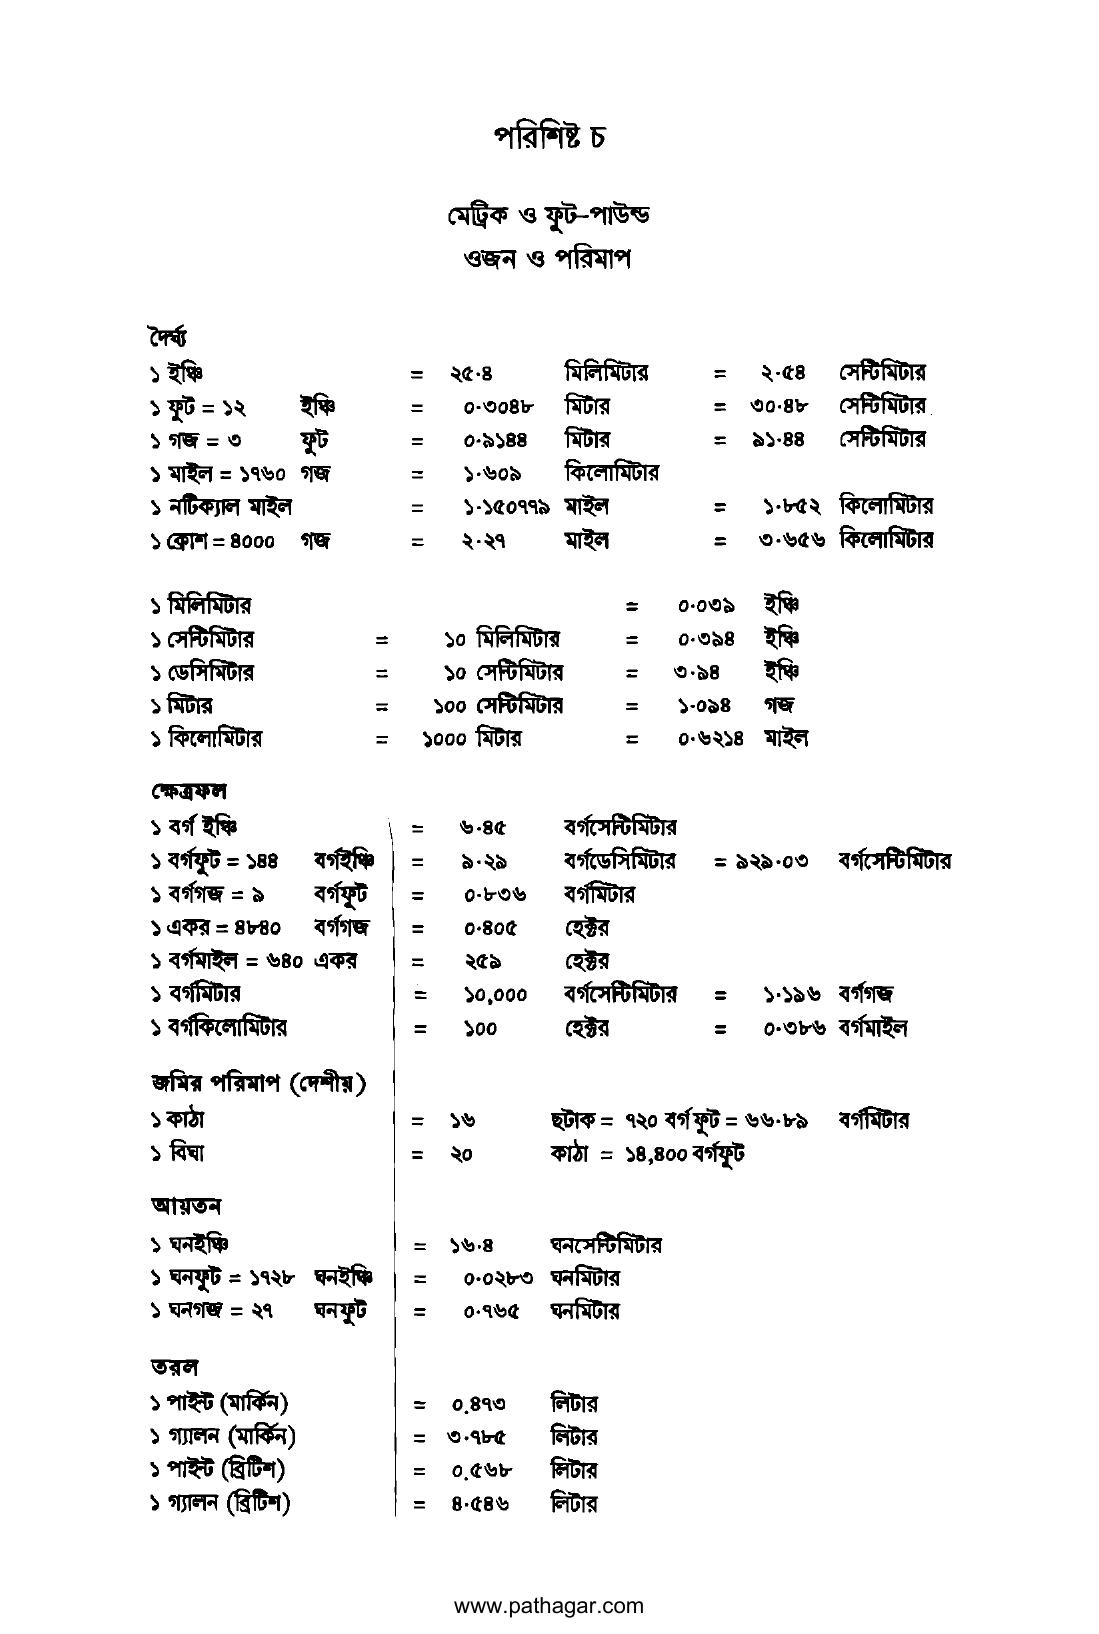 পরিশিষ্ট চ
মেট্রিক ও ফুট-পাউন্ড
ওজন ও পরিমাপ
দৈর্ঘ্য
১ ইঞ্চি = ২৫·৪ মিলিমিটার = ২·৫৪ সেন্টিমিটার
১ ফুট = ১২ ইঞ্চি = ০·৩০৪৮ মিটার = ৩০·৪৮ সেন্টিমিটার
১ গজ = ৩ ফুট = ০·৯১৪৪ মিটার = ৯১·৪৪ সেন্টিমিটার
১ মাইল = ১৭৬০ গজ = ১·৬০৯ কিলোমিটার
১ নটিক্যাল মাইল = ১·১৫০৭৭৯ মাইল = ১·৮৫২ কিলোমিটার
১ ক্রোশ = ৪০০০ গজ = ২·২৭ মাইল = ৩·৬৫৬ কিলোমিটার
১ মিলিমিটার = ০·০৩৯ ইঞ্চি
১ সেন্টিমিটার = ১০ মিলিমিটার = ০·৩৯৪ ইঞ্চি
১ ডেসিমিটার = ১০ সেন্টিমিটার = ৩·৯৪ ইঞ্চি
১ মিটার = ১০০ সেন্টিমিটার = ১·০৯৪ গজ
১ কিলোমিটার = ১০০০ মিটার = ০·৬২১৪ মাইল
ক্ষেত্রফল
১ বর্গ ইঞ্চি = ৬·৪৫ বর্গসেন্টিমিটার
১ বর্গফুট = ১৪৪ বর্গইঞ্চি = ৯·২৯ বর্গডেসিমিটার = ৯২৯·০৩ বর্গসেন্টিমিটার
১ বর্গগজ = ৯ বর্গফুট = ০·৮৩৬ বর্গমিটার
১ একর = ৪৮৪০ বর্গগজ = ০·৪০৫ হেক্টর
১ বর্গমাইল = ৬৪০ একর = ২৫৯ হেক্টর
১ বর্গমিটার = ১০,০০০ বর্গসেন্টিমিটার = ১·১৯৬ বর্গগজ
১ বর্গকিলোমিটার = ১০০ হেক্টর = ০·৩৮৬ বর্গমাইল
জমির পরিমাপ (দেশীয়)
১ কাঠা = ১৬ ছটাক = ৭২০ বর্গ ফুট = ৬৬·৮৯ বর্গমিটার
১ বিঘা = ২০ কাঠা = ১৪,৪০০ বর্গফুট
আয়তন
১ ঘনইঞ্চি = ১৬·৪ ঘনসেন্টিমিটার
১ ঘনফুট = ১৭২৮ ঘনইঞ্চি = ০·০২৮৩ ঘনমিটার
১ ঘনগজ = ২৭ ঘনফুট = ০·৭৬৫ ঘনমিটার
তরল
১ পাইন্ট (মার্কিন) = ০.৪৭৩ লিটার
১ গ্যালন (মার্কিন) = ৩·৭৮৫ লিটার
১ পাইন্ট (ব্রিটিশ) = ০.৫৬৮ লিটার
১ গ্যালন (ব্রিটিশ) = ৪·৫৪৬ লিটার
www.pathagar.com